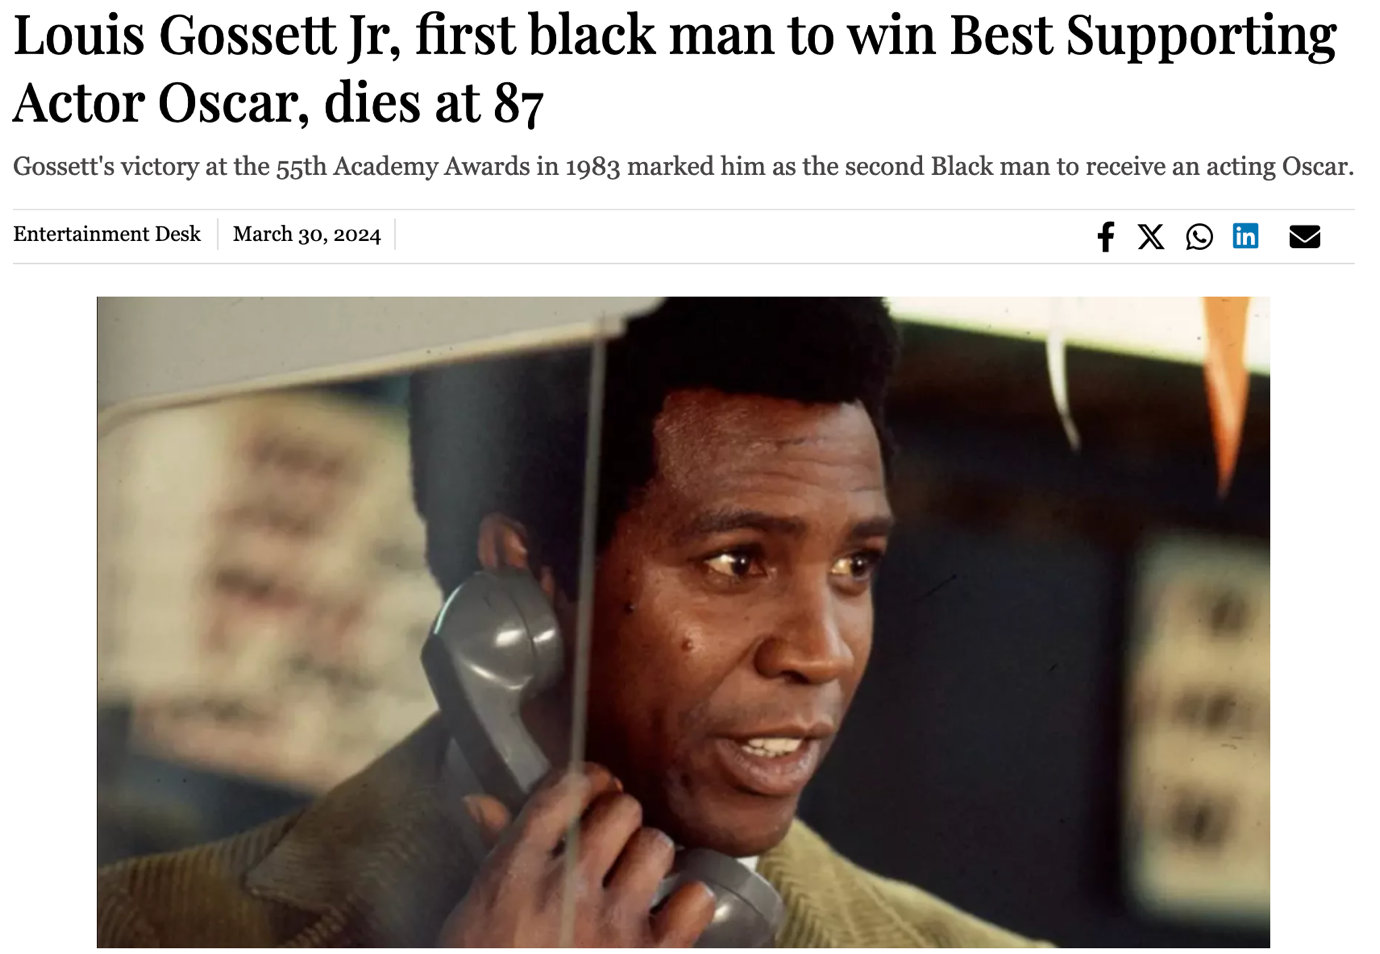 Louis Gossett Jr, first black man to win Best Supporting
Actor Oscar, dies at 87
Gossett's victory at the 55th Academy Awards in 1983 marked him as the second Black man to receive an acting Oscar.
Entertainment Desk
March 30, 2024